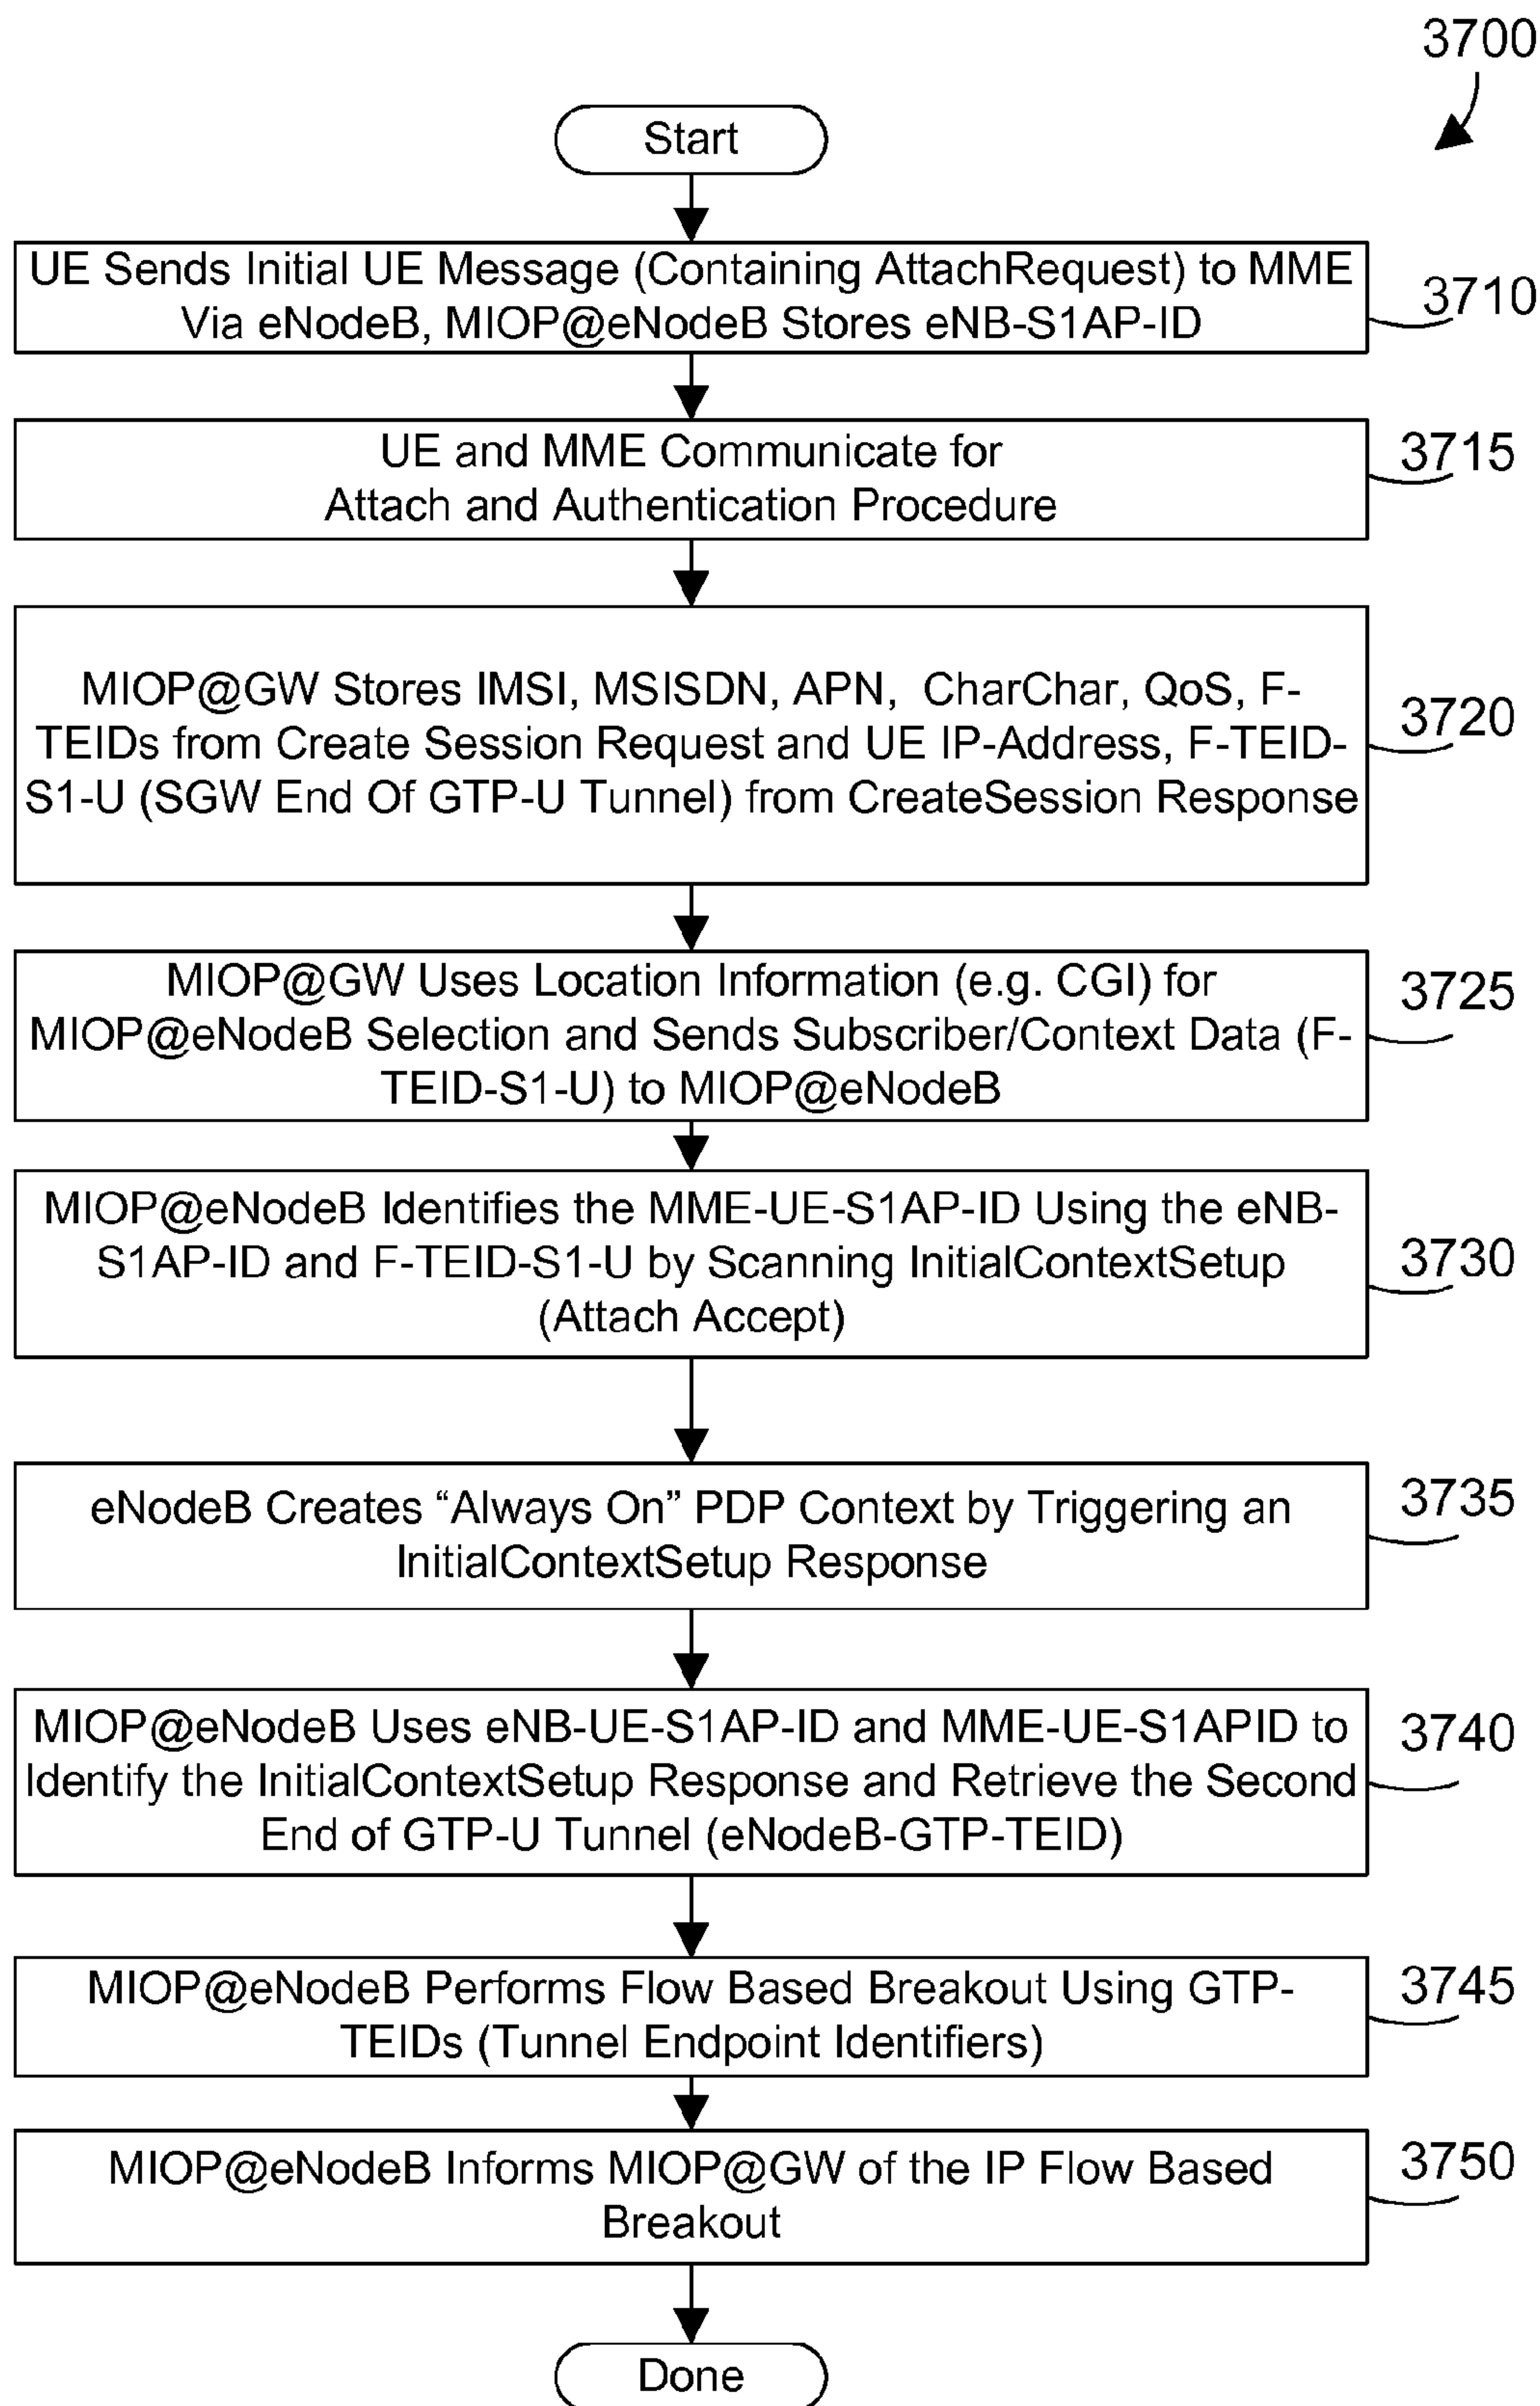 3700
Start
UE Sends Initial UE Message (Containing AttachRequest) to MME
Via eNodeB, MIOP@eNodeB Stores eNB-S1AP-ID
3710
UE and MME Communicate for
Attach and Authentication Procedure
3715
MIOP@GW Stores IMSI, MSISDN, APN, CharChar, QoS, F-
TEIDs from Create Session Request and UE IP-Address, F-TEID-
S1-U (SGW End Of GTP-U Tunnel) from CreateSession Response
3720
MIOP@GW Uses Location Information (e.g. CGI) for
MIOP@eNodeB Selection and Sends Subscriber/Context Data (F-
TEID-S1-U) to MIOP@eNodeB
3725
MIOP@eNodeB Identifies the MME-UE-S1AP-ID Using the eNB-
S1AP-ID and F-TEID-S1-U by Scanning InitialContextSetup
(Attach Accept)
3730
eNodeB Creates “Always On” PDP Context by Triggering an
InitialContextSetup Response
3735
MIOP@eNodeB Uses eNB-UE-S1AP-ID and MME-UE-S1APID to
Identify the InitialContextSetup Response and Retrieve the Second
End of GTP-U Tunnel (eNodeB-GTP-TEID)
3740
MIOP@eNodeB Performs Flow Based Breakout Using GTP-
TEIDs (Tunnel Endpoint Identifiers)
3745
MIOP@eNodeB Informs MIOP@GW of the IP Flow Based
Breakout
3750
Done